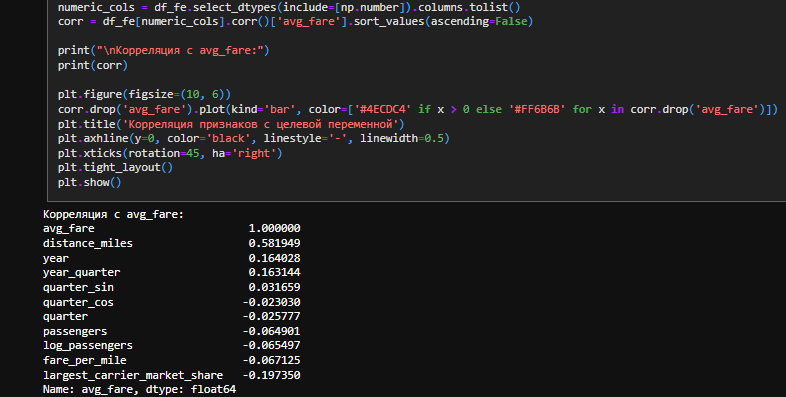 numeric_cols = df_fe.select_dtypes(include=[np.number]).columns.tolist()
corr = df_fe[numeric_cols].corr()['avg_fare'].sort_values(ascending=False)
print("\nКорреляция с avg_fare:")
print(corr)
plt.figure(figsize=(10, 6))
corr.drop('avg_fare').plot(kind='bar', color=['#4ECDC4' if x > 0 else '#FF6B6B' for x in corr.drop('avg_fare')])
plt.title('Корреляция признаков с целевой переменной')
plt.axhline(y=0, color='black', linestyle='-', linewidth=0.5)
plt.xticks(rotation=45, ha='right')
plt.tight_layout()
plt.show()
Корреляция с avg_fare:
avg_fare 1.000000
distance_miles 0.581949
year 0.164028
year_quarter 0.163144
quarter_sin 0.031659
quarter_cos -0.023030
quarter -0.025777
passengers -0.064901
log_passengers -0.065497
fare_per_mile -0.067125
largest_carrier_market_share -0.197350
Name: avg_fare, dtype: float64